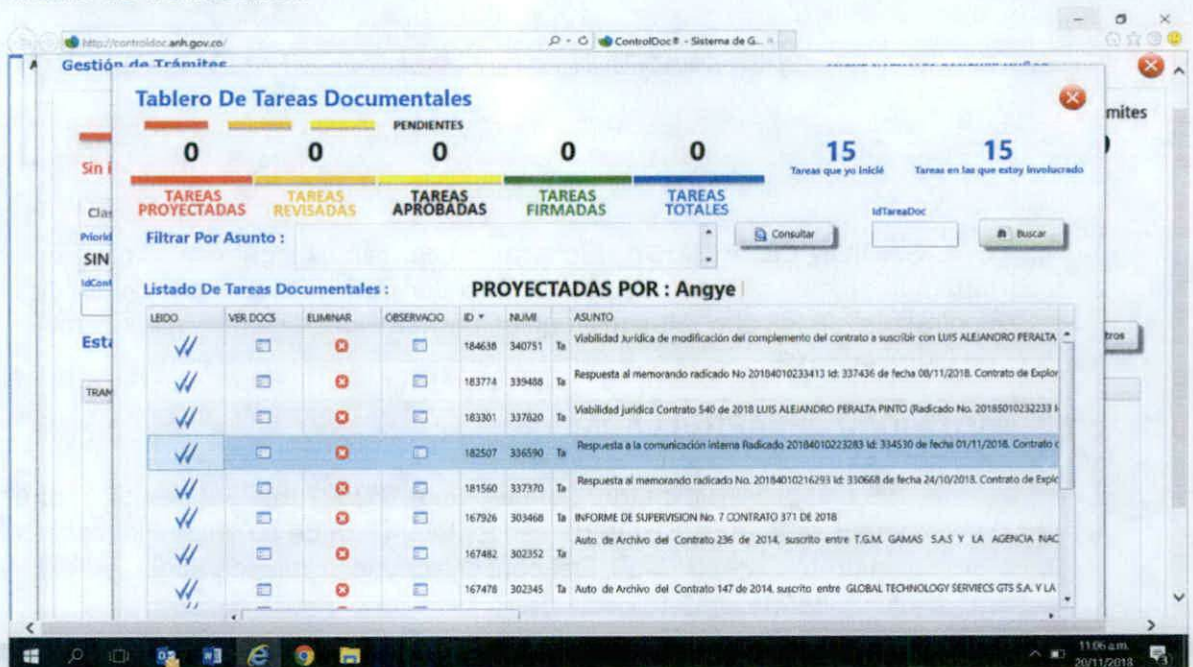 http://controldoc.anh.gov.co/
ControlDoc® - Sistema de G...
Gestión de Trámites
Tablero De Tareas Documentales
mites
PENDIENTES
0 0 0 0 0 15 15
Sin i
Tareas que yo Inicié Tareas en las que estoy Involucrado
TAREAS PROYECTADAS
TAREAS REVISADAS
TAREAS APROBADAS
TAREAS FIRMADAS
TAREAS TOTALES
IdTareaDoc
Clas
Priorid
Filtrar Por Asunto :
Consultar
Buscar
SIN
IdCont
Listado De Tareas Documentales : PROYECTADAS POR : Angye
LEIDO VER DOCS ELIMINAR OBSERVACIO ID NUME ASUNTO
Esta
tros
TRAM
184638 340751 Ta Viabilidad Jurídica de modificación del complemento del contrato a suscribir con LUIS ALEJANDRO PERALTA
183774 339488 Ta Respuesta al memorando radicado No 20184010233413 Id: 337436 de fecha 08/11/2018. Contrato de Explor
183301 337820 Ta Viabilidad jurídica Contrato 540 de 2018 LUIS ALEJANDRO PERALTA PINTO (Radicado No. 20185010232233 I
182507 336590 Ta Respuesta a la comunicación interna Radicado 20184010223283 Id: 334530 de fecha 01/11/2018. Contrato c
181560 337370 Ta Respuesta al memorando radicado No. 20184010216293 Id: 330668 de fecha 24/10/2018. Contrato de Explc
167926 303468 Ta INFORME DE SUPERVISION No. 7 CONTRATO 371 DE 2018
167482 302352 Ta Auto de Archivo del Contrato 236 de 2014, suscrito entre T.G.M. GAMAS S.A.S Y LA AGENCIA NAC
167478 302345 Ta Auto de Archivo del Contrato 147 de 2014, suscrito entre GLOBAL TECHNOLOGY SERVIECS GTS S.A. Y LA
11:06 a.m.
20/11/2018